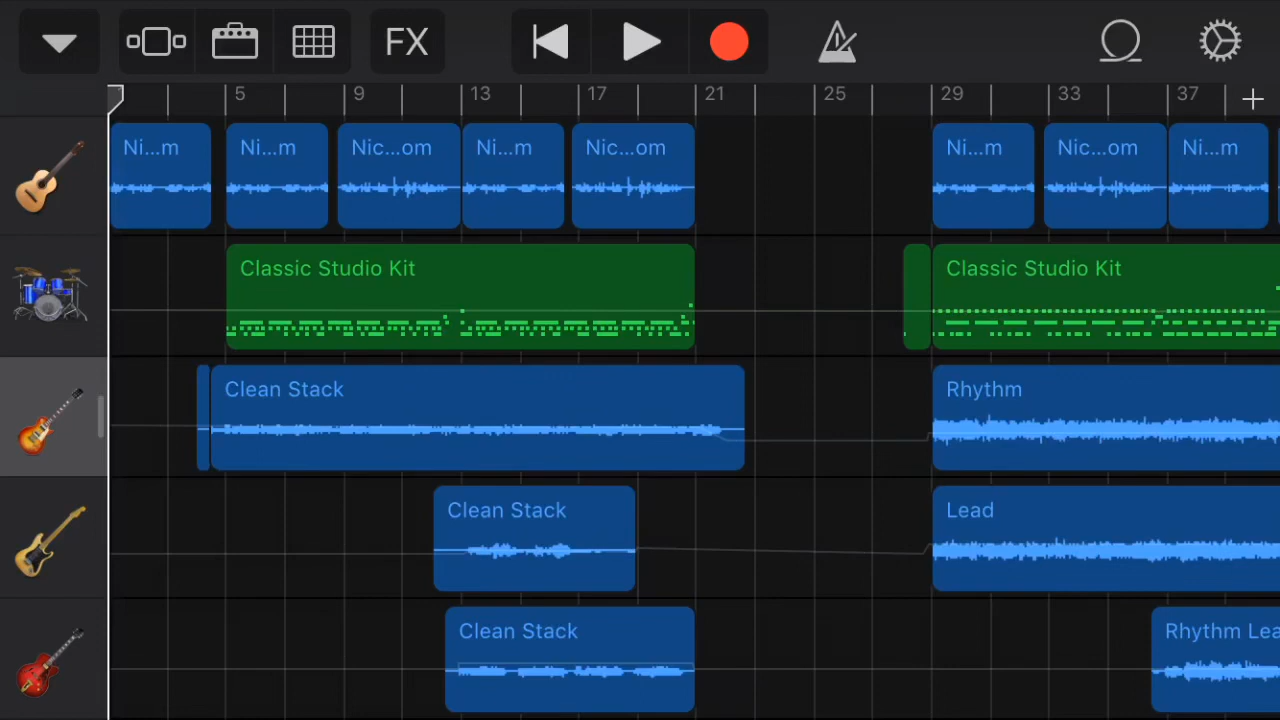 FX
5 9 13 17 21 25 29 33 37
Ni...m Ni...m Nic...om Ni...m Nic...om Ni...m Nic...om Ni...m
Classic Studio Kit Classic Studio Kit
Clean Stack Rhythm
Clean Stack Lead
Clean Stack Rhythm Lea